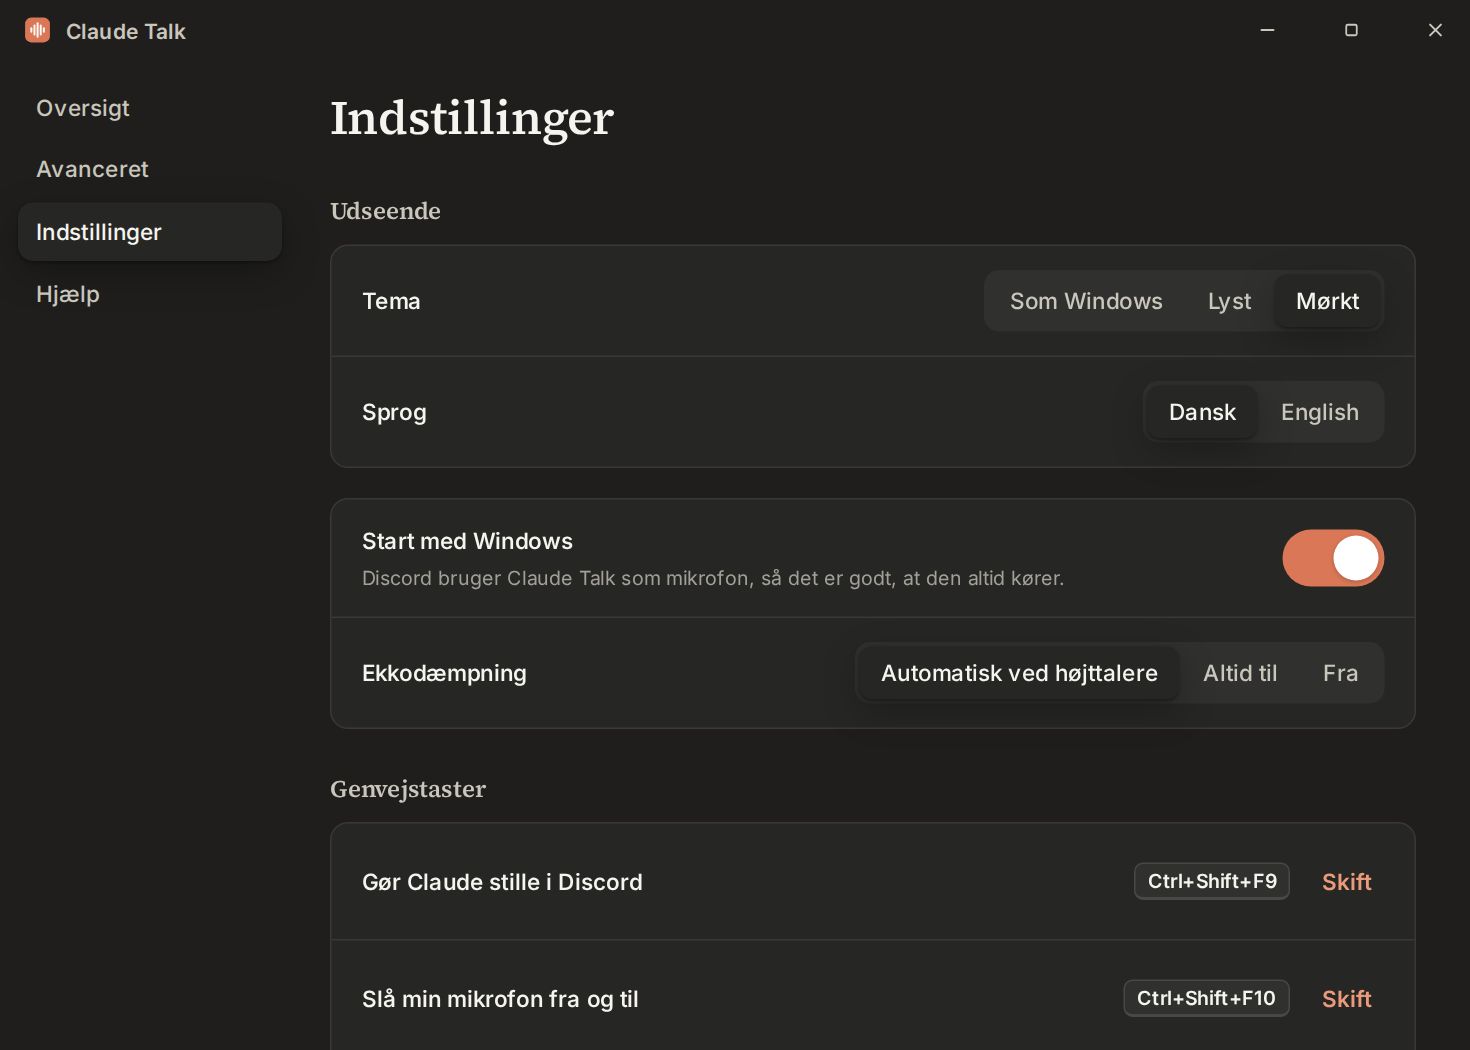 Claude Talk
Oversigt
Avanceret
Indstillinger
Hjælp
Indstillinger
Udseende
Tema
Som Windows Lyst Mørkt
Sprog
Dansk English
Start med Windows
Discord bruger Claude Talk som mikrofon, så det er godt, at den altid kører.
Ekkodæmpning
Automatisk ved højttalere Altid til Fra
Genvejstaster
Gør Claude stille i Discord
Ctrl+Shift+F9 Skift
Slå min mikrofon fra og til
Ctrl+Shift+F10 Skift